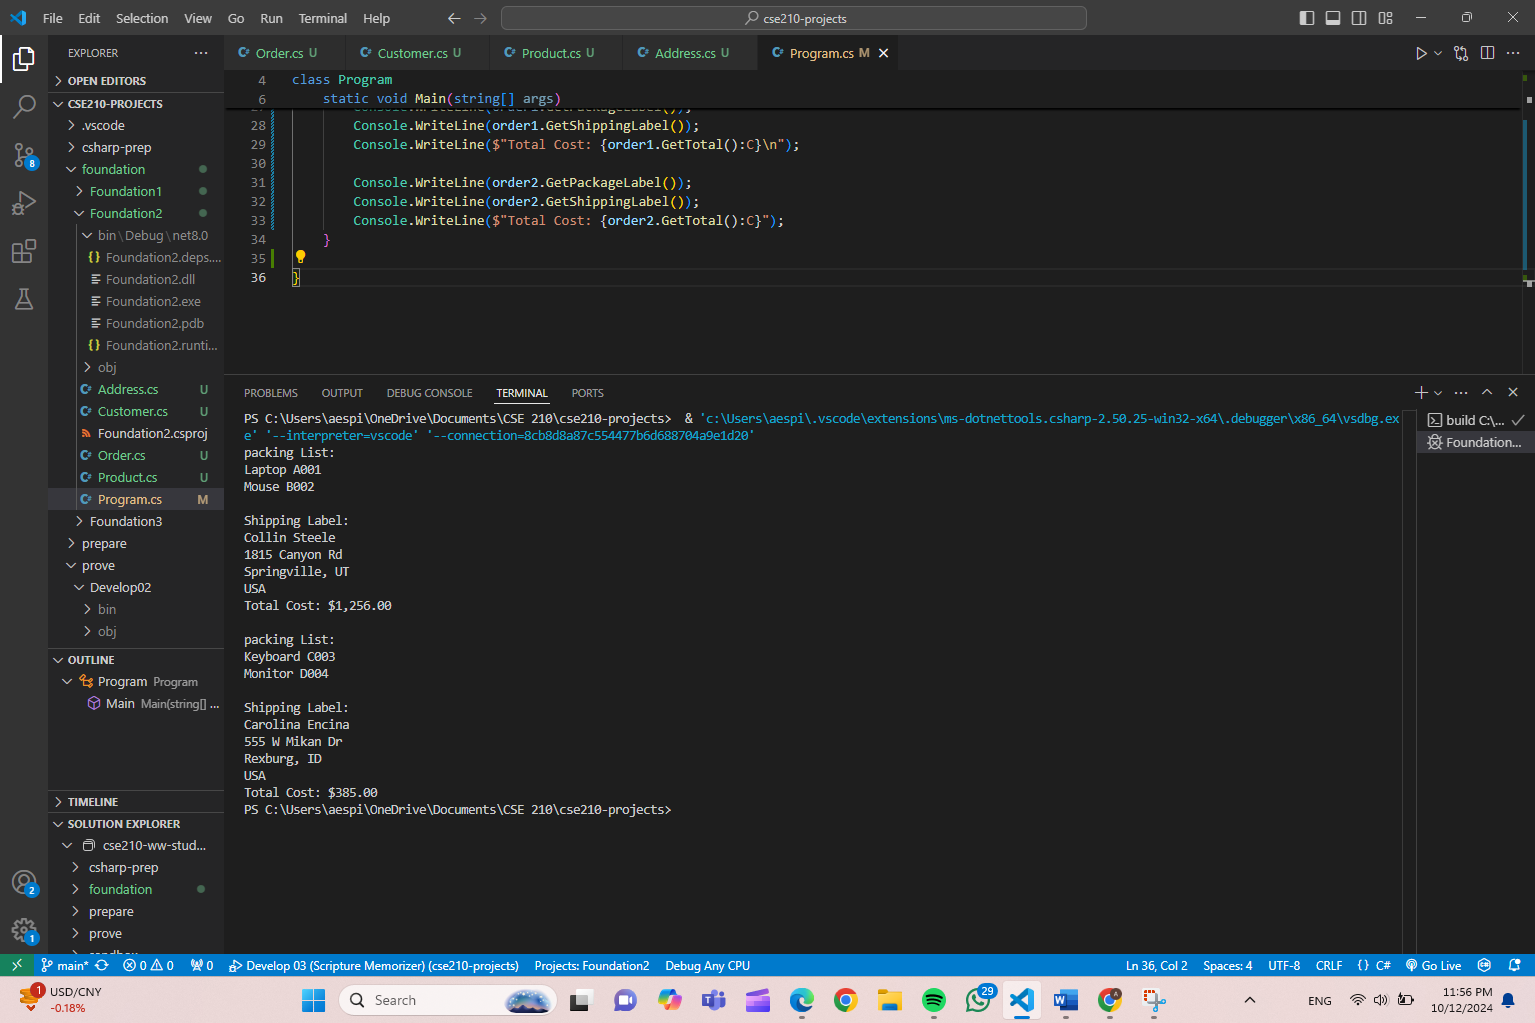 File Edit Selection View Go Run Terminal Help
cse210-projects
EXPLORER
OPEN EDITORS
CSE210-PROJECTS
.vscode
csharp-prep
foundation
Foundation1
Foundation2
bin\Debug\net8.0
{} Foundation2.deps....
Foundation2.dll
Foundation2.exe
Foundation2.pdb
{} Foundation2.runti...
obj
C# Address.cs U
C# Customer.cs U
Foundation2.csproj
C# Order.cs U
C# Product.cs U
C# Program.cs M
Foundation3
prepare
prove
Develop02
bin
obj
OUTLINE
Program Program
Main Main(string[] ...
TIMELINE
SOLUTION EXPLORER
cse210-ww-stud...
csharp-prep
foundation
prepare
prove
8
2
1
C# Order.cs U C# Customer.cs U C# Product.cs U C# Address.cs U C# Program.cs M
4 class Program
6 static void Main(string[] args)
28 Console.WriteLine(order1.GetShippingLabel());
29 Console.WriteLine($"Total Cost: {order1.GetTotal():C}\n");
30
31 Console.WriteLine(order2.GetPackageLabel());
32 Console.WriteLine(order2.GetShippingLabel());
33 Console.WriteLine($"Total Cost: {order2.GetTotal():C}");
34 }
35
36 }
PROBLEMS OUTPUT DEBUG CONSOLE TERMINAL PORTS
PS C:\Users\aespi\OneDrive\Documents\CSE 210\cse210-projects> & 'c:\Users\aespi\.vscode\extensions\ms-dotnettools.csharp-2.50.25-win32-x64\.debugger\x86_64\vsdbg.ex
e' '--interpreter=vscode' '--connection=8cb8d8a87c554477b6d688704a9e1d20'
packing List:
Laptop A001
Mouse B002
Shipping Label:
Collin Steele
1815 Canyon Rd
Springville, UT
USA
Total Cost: $1,256.00
packing List:
Keyboard C003
Monitor D004
Shipping Label:
Carolina Encina
555 W Mikan Dr
Rexburg, ID
USA
Total Cost: $385.00
PS C:\Users\aespi\OneDrive\Documents\CSE 210\cse210-projects>
build C:\...
Foundation...
main* 0 0 0 Develop 03 (Scripture Memorizer) (cse210-projects) Projects: Foundation2 Debug Any CPU Ln 36, Col 2 Spaces: 4 UTF-8 CRLF {} C# Go Live
1 USD/CNY
-0.18%
Search
29
ENG
11:56 PM
10/12/2024